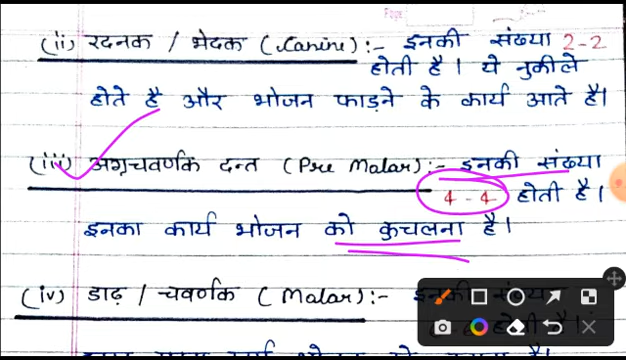 (ii) रदनक / भेदक (Canine) :- इनकी संख्या 2-2
होती है। ये नुकीले
होते है और भोजन फाड़ने के कार्य आते है।
(iii) अग्रचवर्णक दन्त (Pre Malar) :- इनकी संख्या
4 - 4 होती है।
इनका कार्य भोजन को कुचलना है।
(iv) डाढ़ / चवर्णक (Malar) :-